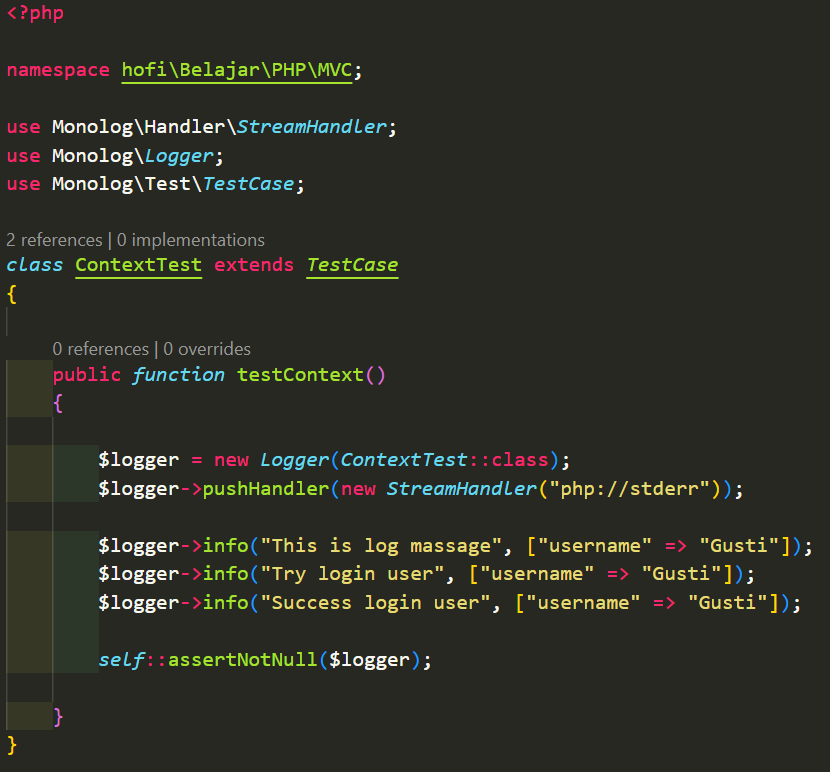 <?php
namespace hofi\Belajar\PHP\MVC;
use Monolog\Handler\StreamHandler;
use Monolog\Logger;
use Monolog\Test\TestCase;
2 references | 0 implementations
class ContextTest extends TestCase
{
0 references | 0 overrides
public function testContext()
{
$logger = new Logger(ContextTest::class);
$logger->pushHandler(new StreamHandler("php://stderr"));
$logger->info("This is log massage", ["username" => "Gusti"]);
$logger->info("Try login user", ["username" => "Gusti"]);
$logger->info("Success login user", ["username" => "Gusti"]);
self::assertNotNull($logger);
}
}